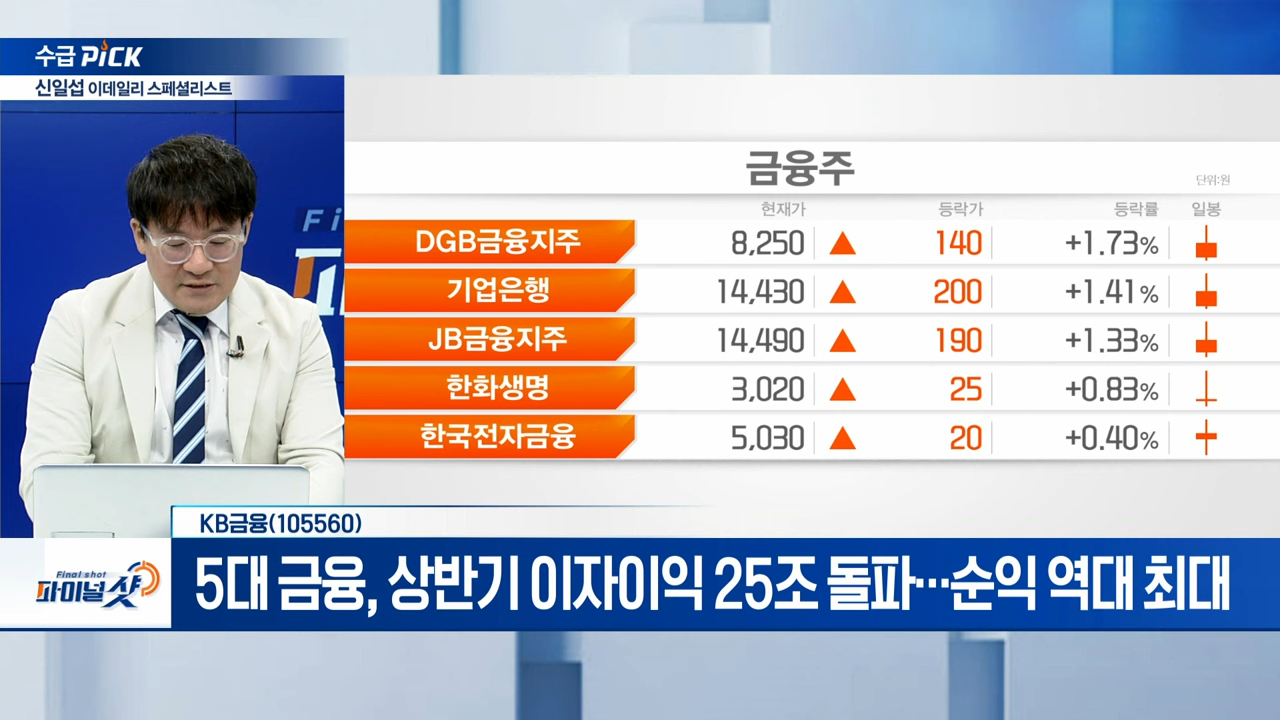 수급 PiCK
신일섭 이데일리 스페셜리스트
Fi
금융주
단위:원
현재가 등락가 등락률 일봉
DGB금융지주 8,250 ▲ 140 +1.73%
기업은행 14,430 ▲ 200 +1.41%
JB금융지주 14,490 ▲ 190 +1.33%
한화생명 3,020 ▲ 25 +0.83%
한국전자금융 5,030 ▲ 20 +0.40%
KB금융(105560)
Final shot
파이널샷
5대 금융, 상반기 이자이익 25조 돌파…순익 역대 최대